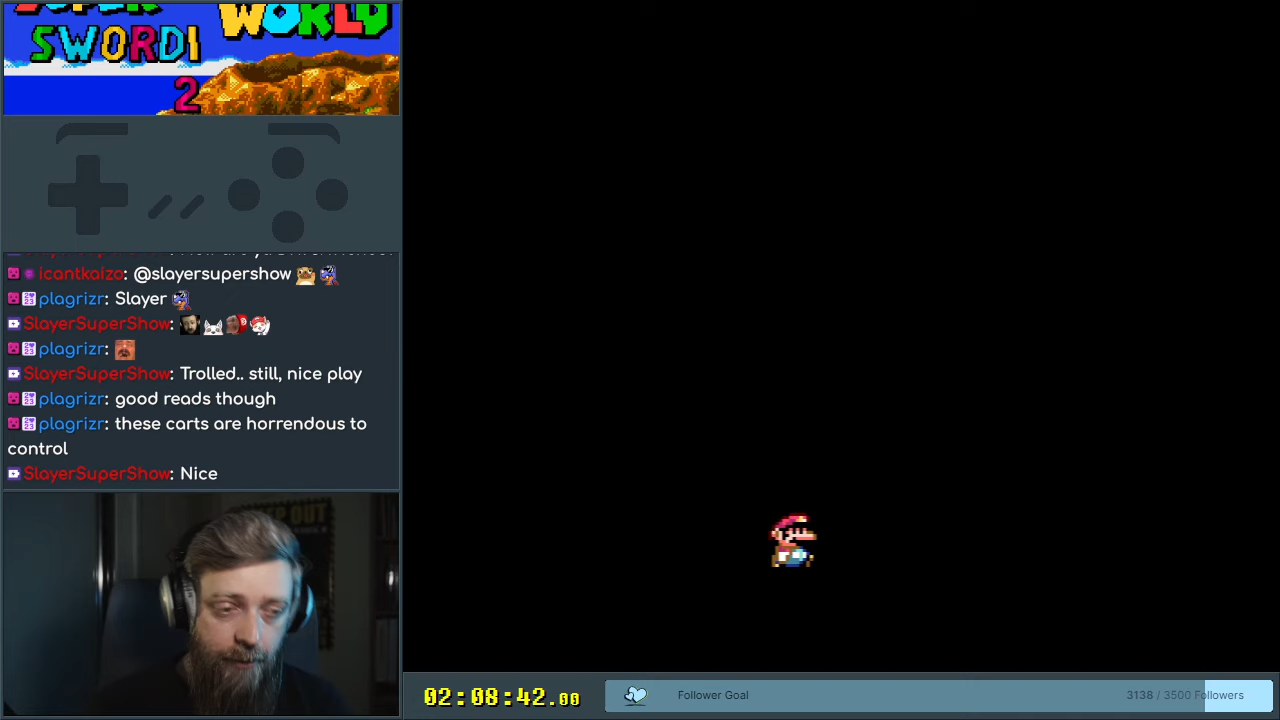 WORLD
SWORDI
2
icantkaizo: @slayersupershow
plagrizr: Slayer
SlayerSuperShow:
plagrizr:
SlayerSuperShow: Trolled.. still, nice play
plagrizr: good reads though
plagrizr: these carts are horrendous to
control
SlayerSuperShow: Nice
OUT
02:08:42.00
Follower Goal
3138 / 3500 Followers